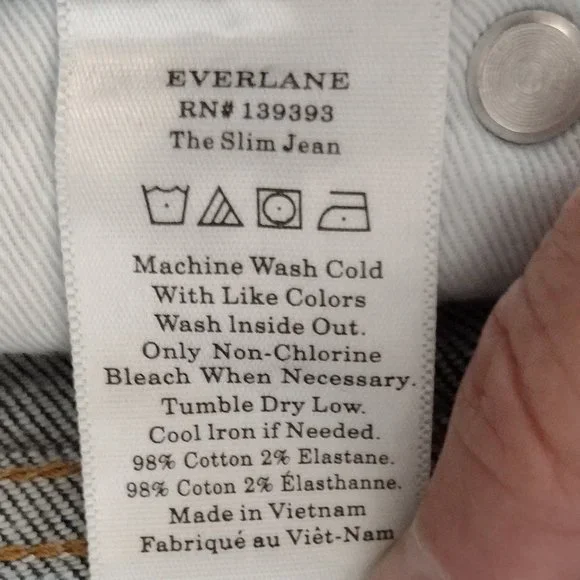 EVERLANE
RN# 139393
The Slim Jean
Machine Wash Cold
With Like Colors
Wash Inside Out.
Only Non-Chlorine
Bleach When Necessary.
Tumble Dry Low.
Cool Iron if Needed.
98% Cotton 2% Elastane.
98% Coton 2% Élasthanne.
Made in Vietnam
Fabriqué au Viêt-Nam